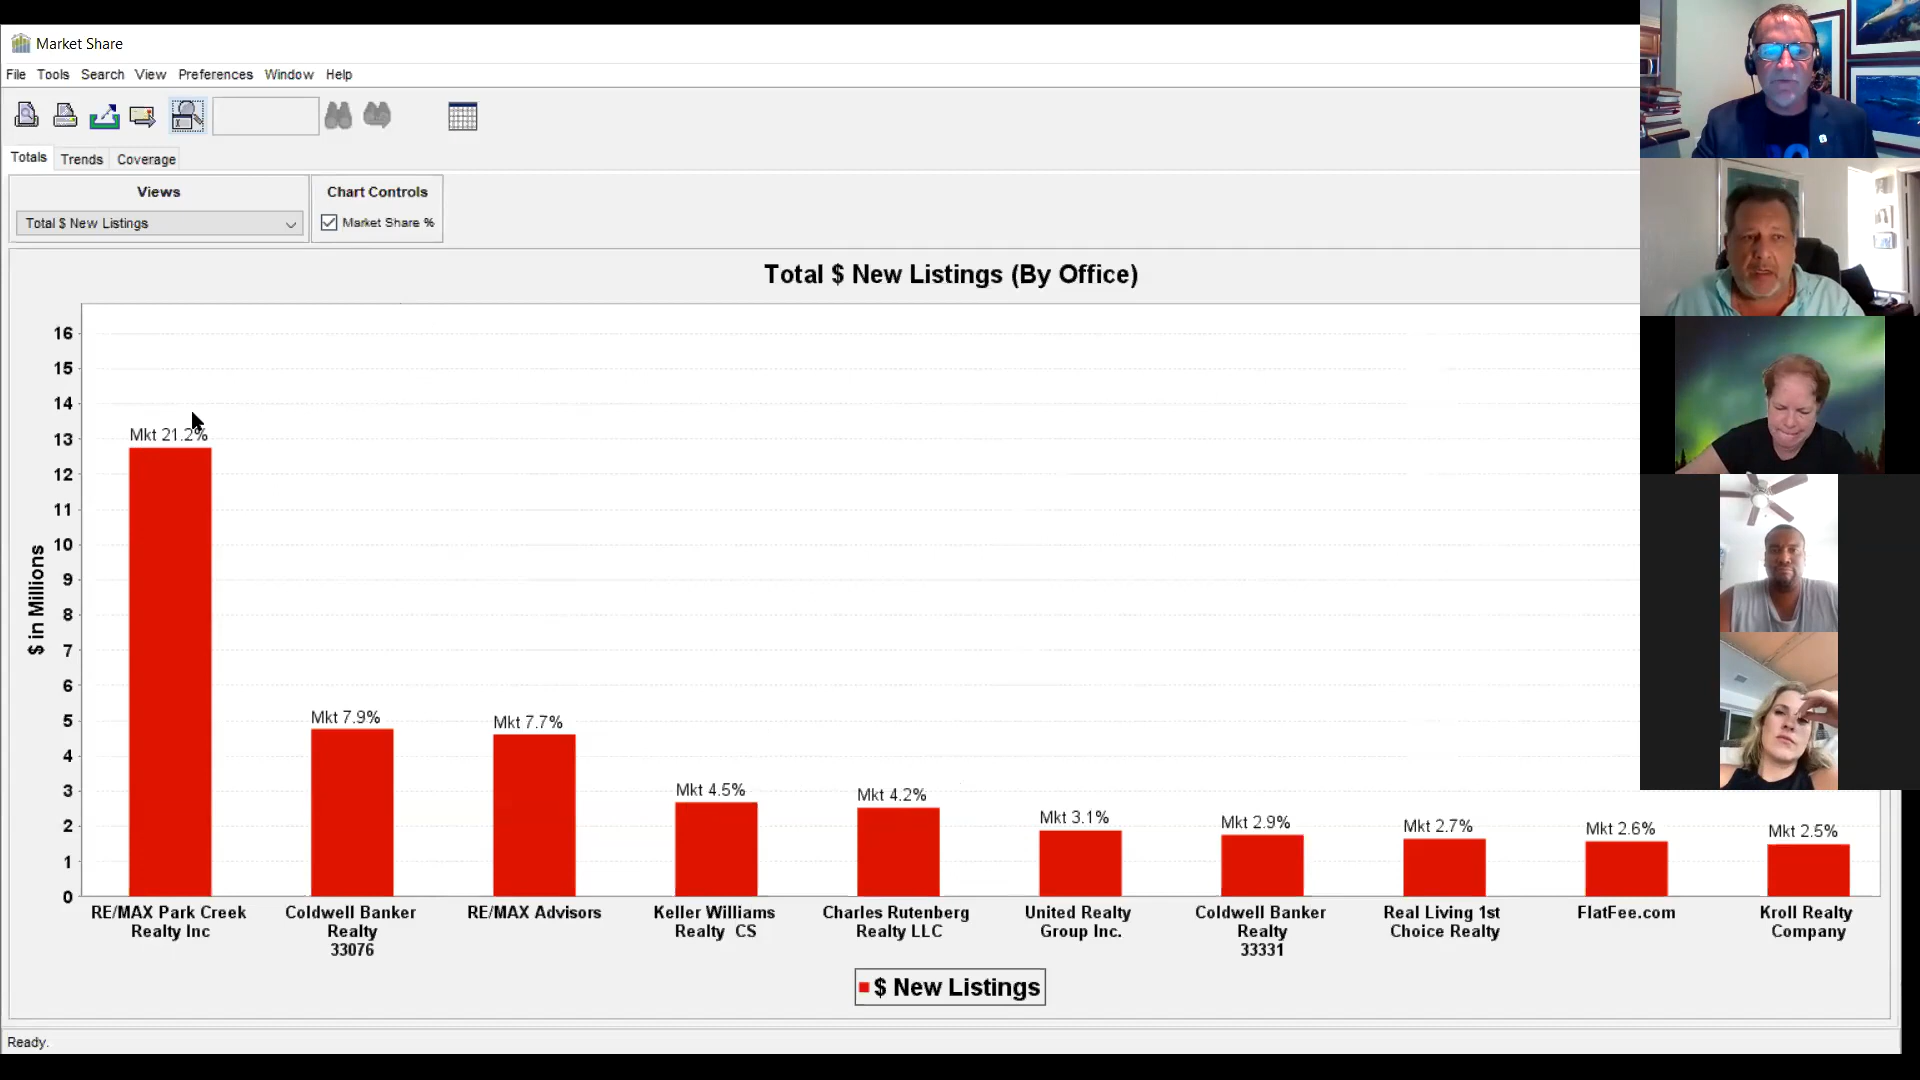 Market Share
File Tools Search View Preferences Window Help
Totals Trends Coverage
Views
Chart Controls
Total $ New Listings
Market Share %
Total $ New Listings (By Office)
$ in Millions
16
15
14
13
12
11
10
9
8
7
6
5
4
3
2
1
0
Mkt 21.2%
Mkt 7.9%
Mkt 7.7%
Mkt 4.5%
Mkt 4.2%
Mkt 3.1%
Mkt 2.9%
Mkt 2.7%
Mkt 2.6%
Mkt 2.5%
RE/MAX Park Creek
Realty Inc
Coldwell Banker
Realty
33076
RE/MAX Advisors
Keller Williams
Realty CS
Charles Rutenberg
Realty LLC
United Realty
Group Inc.
Coldwell Banker
Realty
33331
Real Living 1st
Choice Realty
FlatFee.com
Kroll Realty
Company
$ New Listings
Ready.